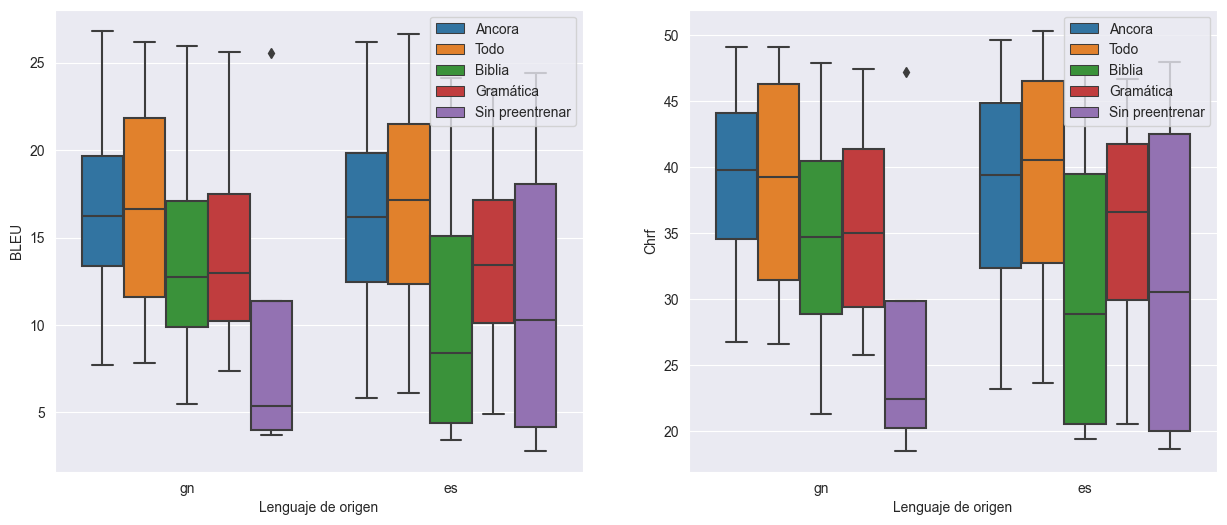 25
20
15
10
5
BLEU
gn
es
Lenguaje de origen
Ancora
Todo
Biblia
Gramática
Sin preentrenar
50
45
40
35
30
25
20
Chrf
gn
es
Lenguaje de origen
Ancora
Todo
Biblia
Gramática
Sin preentrenar